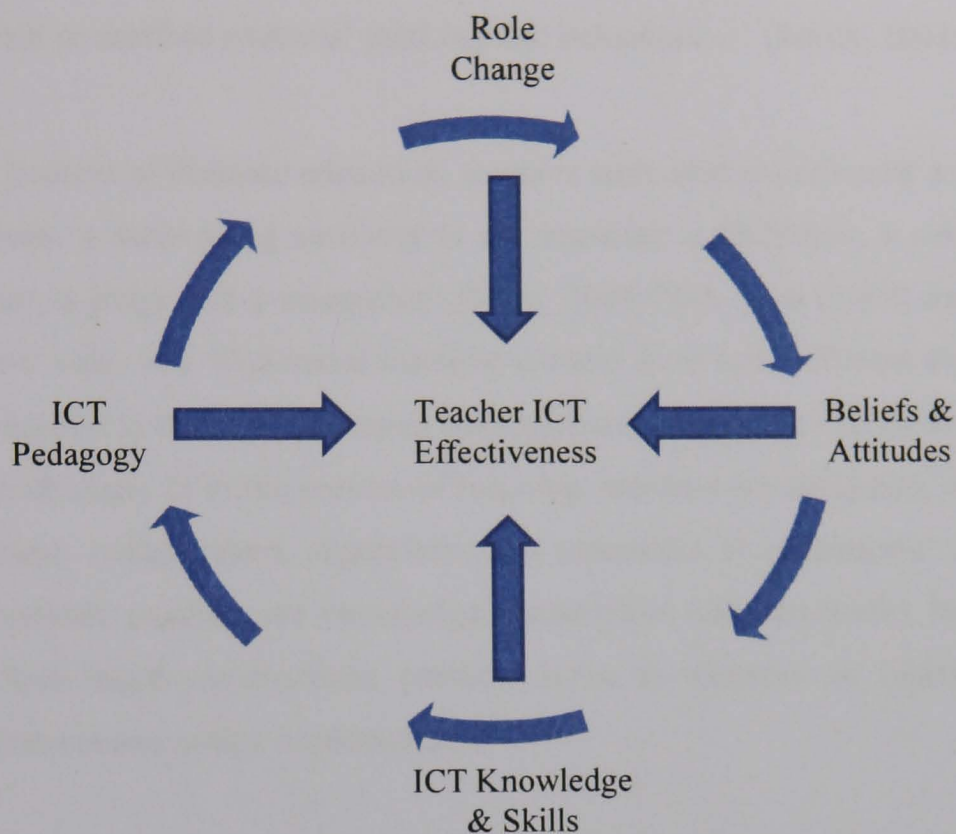 Role
Change
ICT
Pedagogy
Teacher ICT
Effectiveness
Beliefs &
Attitudes
ICT Knowledge
& Skills